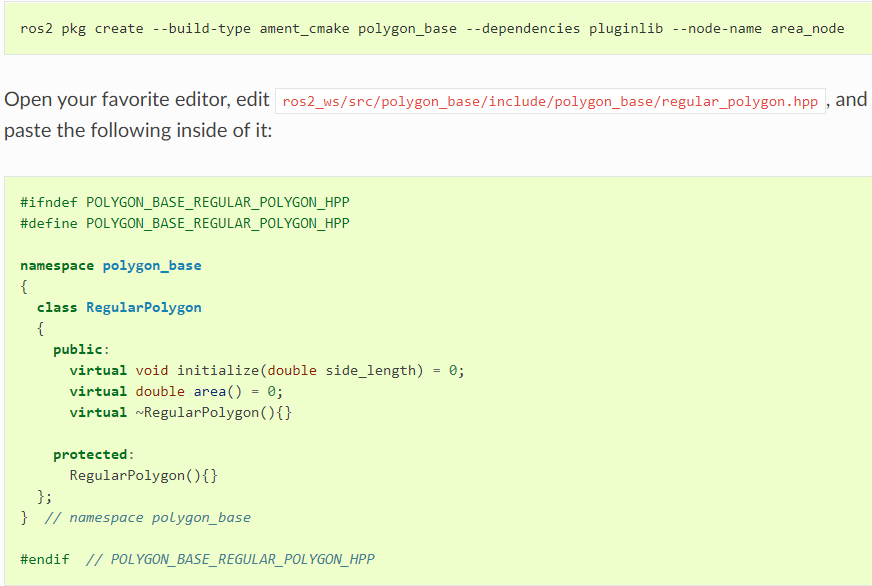 ros2 pkg create --build-type ament_cmake polygon_base --dependencies pluginlib --node-name area_node
Open your favorite editor, edit ros2_ws/src/polygon_base/include/polygon_base/regular_polygon.hpp , and
paste the following inside of it:
#ifndef POLYGON_BASE_REGULAR_POLYGON_HPP
#define POLYGON_BASE_REGULAR_POLYGON_HPP
namespace polygon_base
{
  class RegularPolygon
  {
    public:
      virtual void initialize(double side_length) = 0;
      virtual double area() = 0;
      virtual ~RegularPolygon(){}
    protected:
      RegularPolygon(){}
  };
}  // namespace polygon_base
#endif  // POLYGON_BASE_REGULAR_POLYGON_HPP